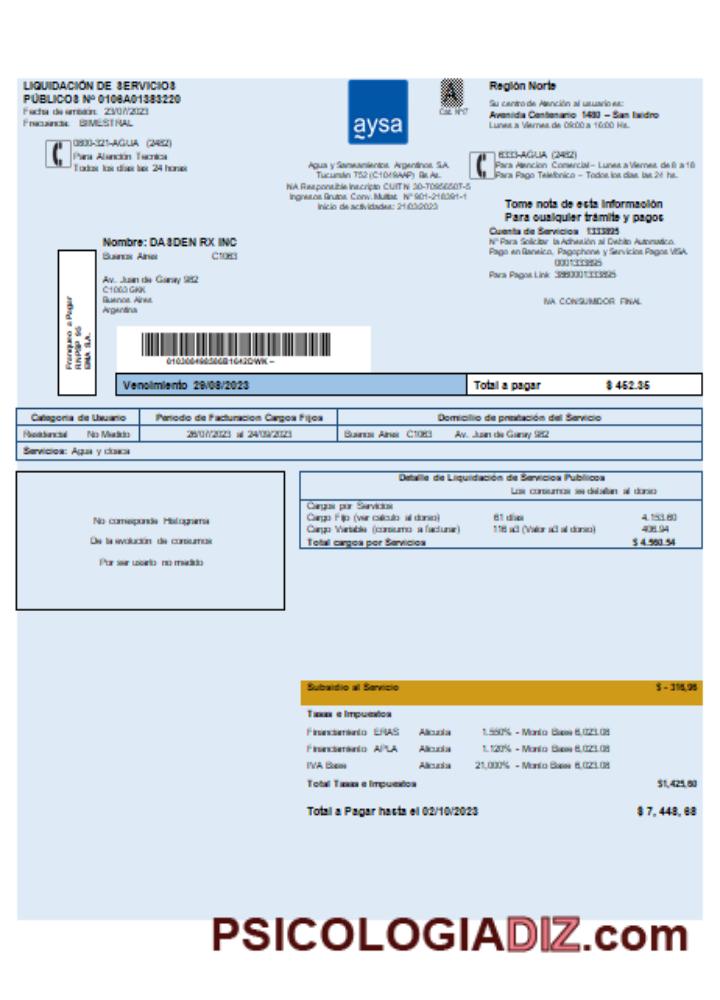 LIQUIDACIÓN DE SERVICIOS
PÚBLICOS Nº 0106A01383220
Fecha de emisión: 23/07/2023
Frecuencia: BIMESTRAL
0800-321-AGUA (2482)
Para Atención Tecnica
Todos los días las 24 horas
aysa
A
Cod. Nº17
Agua y Saneamientos Argentinos S.A.
Tucumán 752 (C1049AAP) Bs.As.
IVA Responsible Inscripto CUIT N 30-70956507-5
Ingresos Brutos Conv. Multas Nº 901-218391-1
Inicio de actividades: 21/03/2023
Región Norte
Su centro de Atención al usuario es:
Avenida Centenario 1480 – San Isidro
Lunes a Viernes de 09:00 a 16:00 Hs.
6333-AGUA (2482)
Para Atencion Comercial – Lunes a Viernes de 8 a 18
Para Pago Telefonico – Todos los dias las 24 hs.
Tome nota de esta información
Para cualquier trámite y pagos
Cuenta de Servicios 1333895
Nº Para Solicitar la Adhesión al Debito Automatico.
Pago en Banelco, Pagophone y Servicios Pagos VISA.
0001333895
Para Pagos Link 3860001333895
IVA CONSUMIDOR FINAL
Nombre: DASDEN RX INC
Buenos Aires C1063
Av. Juan de Garay 982
C1063 GKK
Buenos Aires
Argentina
Franqueo a Pagar
RNPSP 95
EMA S.A.
010306498586B1642DWK –
Vencimiento 29/08/2023 Total a pagar $ 452.35
Categoria de Usuario Periodo de Facturacion Cargos Fijos Domicilio de prestación del Servicio
Residencial No Medido 26/07/2023 al 24/09/2023 Buenos Aires C1063 Av. Juan de Garay 982
Servicios: Agua y cloaca
No corresponde Histograma
De la evolución de consumos
Por ser usario no medido
Detalle de Liquidación de Servicios Publicos
Los consumos se detallan al dorso
Cargos por Servicios
Cargo Fijo (ver calculo al dorso) 61 días 4.153.60
Cargo Variable (consumo a facturar) 116 a3 (Valor a3 al dorso) 406.94
Total cargos por Servicios $ 4.560.54
Subsidio al Servicio $ - 316,96
Tasas e Impuestos
Financiamiento ERAS Alicuota 1.550% - Monto Base 6,023.08
Financiamiento APLA Alicuota 1.120% - Monto Base 6,023.08
IVA Base Alicuota 21,000% - Monto Base 6,023.08
Total Tasas e Impuestos $1,425,60
Total a Pagar hasta el 02/10/2023 $ 7, 448, 68
PSICOLOGIADIZ.com